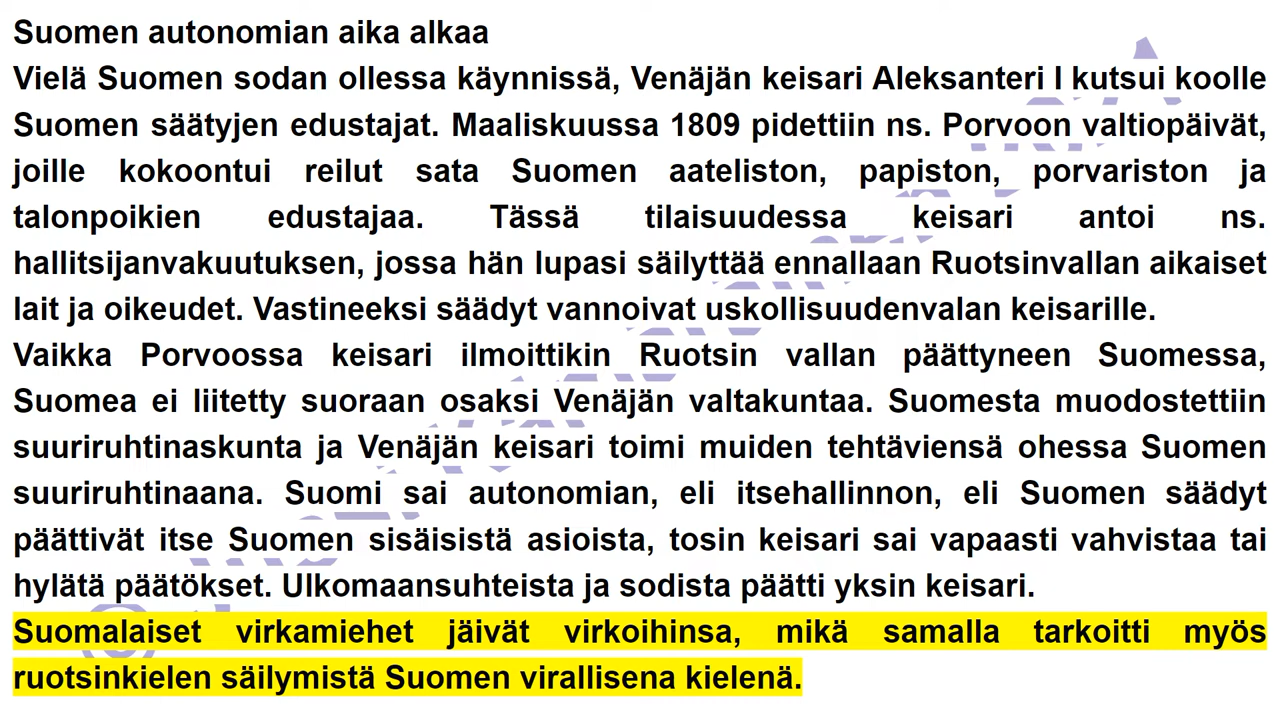 Suomen autonomian aika alkaa
Vielä Suomen sodan ollessa käynnissä, Venäjän keisari Aleksanteri I kutsui koolle
Suomen säätyjen edustajat. Maaliskuussa 1809 pidettiin ns. Porvoon valtiopäivät,
joille kokoontui reilut sata Suomen aateliston, papiston, porvariston ja
talonpoikien edustajaa. Tässä tilaisuudessa keisari antoi ns.
hallitsijanvakuutuksen, jossa hän lupasi säilyttää ennallaan Ruotsinvallan aikaiset
lait ja oikeudet. Vastineeksi säädyt vannoivat uskollisuudenvalan keisarille.
Vaikka Porvoossa keisari ilmoittikin Ruotsin vallan päättyneen Suomessa,
Suomea ei liitetty suoraan osaksi Venäjän valtakuntaa. Suomesta muodostettiin
suuriruhtinaskunta ja Venäjän keisari toimi muiden tehtäviensä ohessa Suomen
suuriruhtinaana. Suomi sai autonomian, eli itsehallinnon, eli Suomen säädyt
päättivät itse Suomen sisäisistä asioista, tosin keisari sai vapaasti vahvistaa tai
hylätä päätökset. Ulkomaansuhteista ja sodista päätti yksin keisari.
Suomalaiset virkamiehet jäivät virkoihinsa, mikä samalla tarkoitti myös
ruotsinkielen säilymistä Suomen virallisena kielenä.